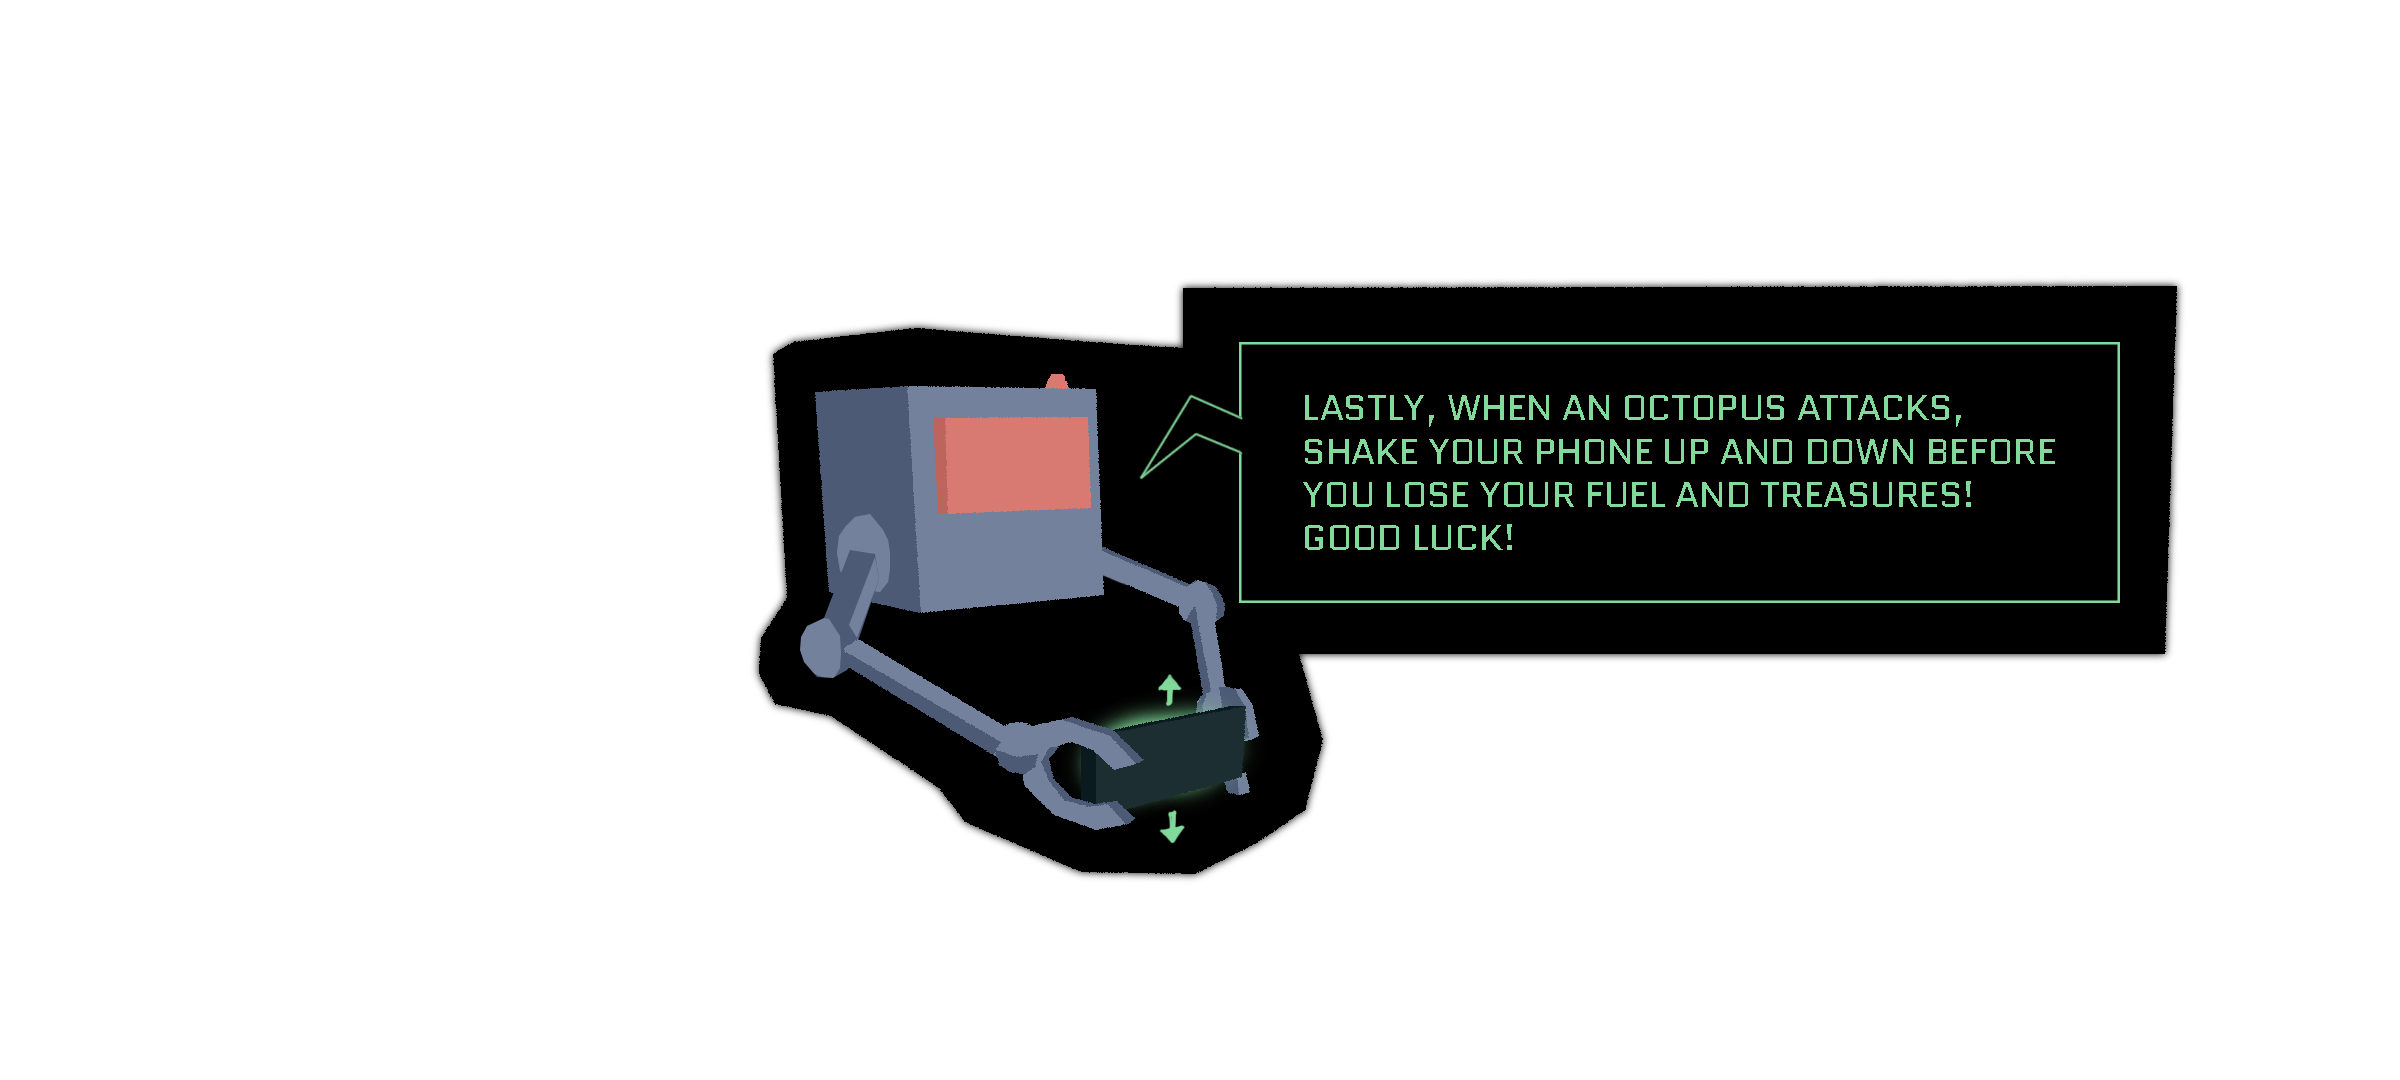 LASTLY, WHEN AN OCTOPUS ATTACKS,
SHAKE YOUR PHONE UP AND DOWN BEFORE
YOU LOSE YOUR FUEL AND TREASURES!
GOOD LUCK!